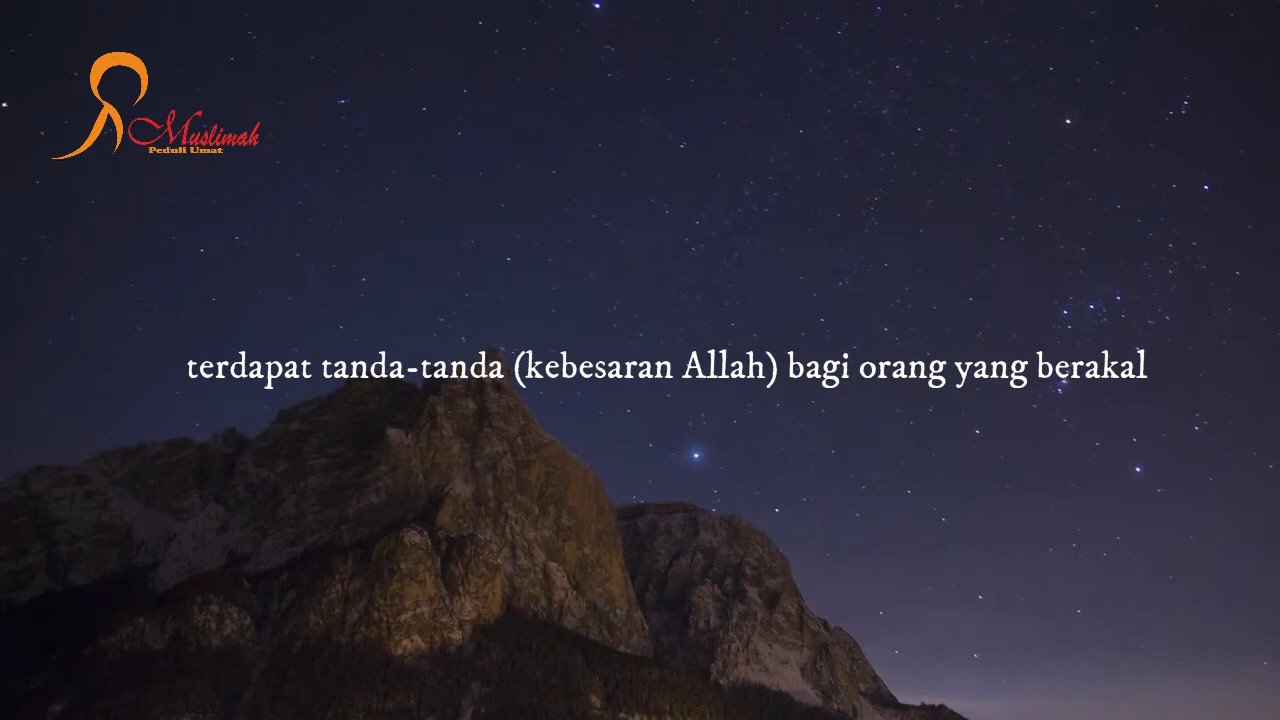 Muslimah
Peduli Umat
terdapat tanda-tanda (kebesaran Allah) bagi orang yang berakal